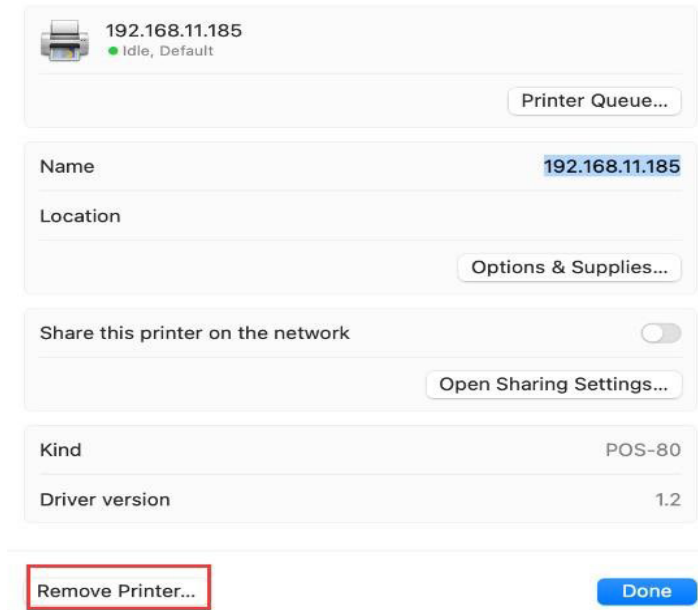 192.168.11.185
Idle, Default
Printer Queue...
Name 192.168.11.185
Location
Options & Supplies...
Share this printer on the network
Open Sharing Settings...
Kind POS-80
Driver version 1.2
Remove Printer... Done